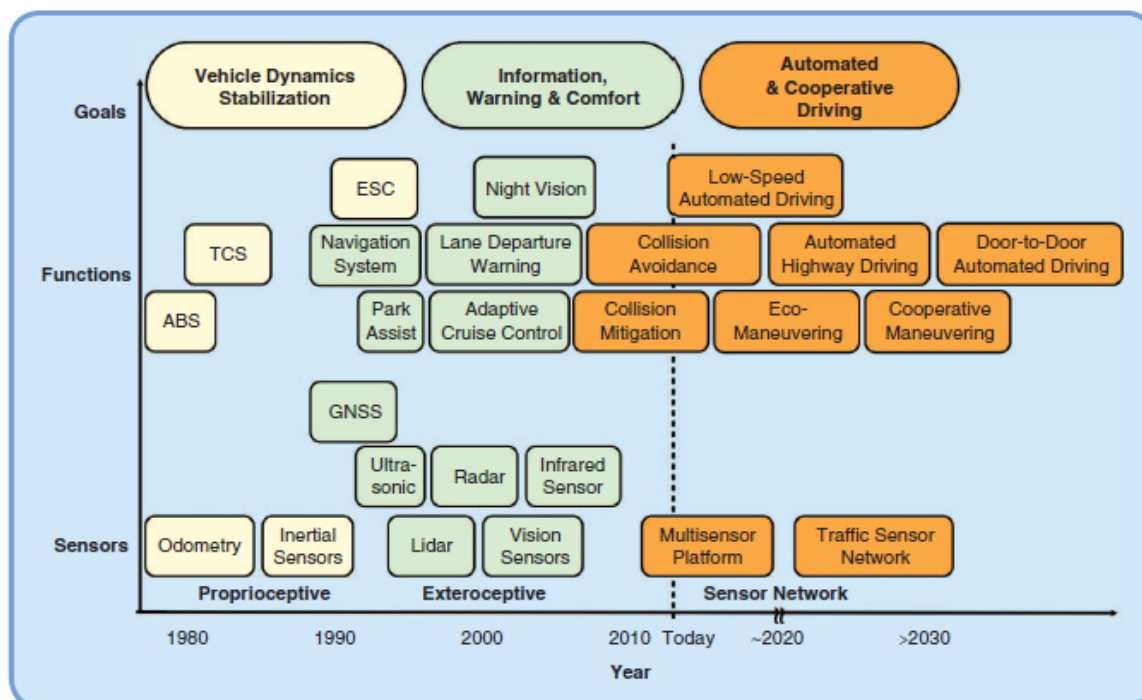 Vehicle Dynamics
Stabilization
Information,
Warning & Comfort
Automated
& Cooperative
Driving
Goals
ESC
Night Vision
Low-Speed
Automated Driving
TCS
Navigation
System
Lane Departure
Warning
Collision
Avoidance
Automated
Highway Driving
Door-to-Door
Automated Driving
Functions
ABS
Park
Assist
Adaptive
Cruise Control
Collision
Mitigation
Eco-
Maneuvering
Cooperative
Maneuvering
GNSS
Ultra-
sonic
Radar
Infrared
Sensor
Sensors
Odometry
Inertial
Sensors
Lidar
Vision
Sensors
Multisensor
Platform
Traffic Sensor
Network
Proprioceptive
Exteroceptive
Sensor Network
1980
1990
2000
2010
Today
~2020
>2030
Year